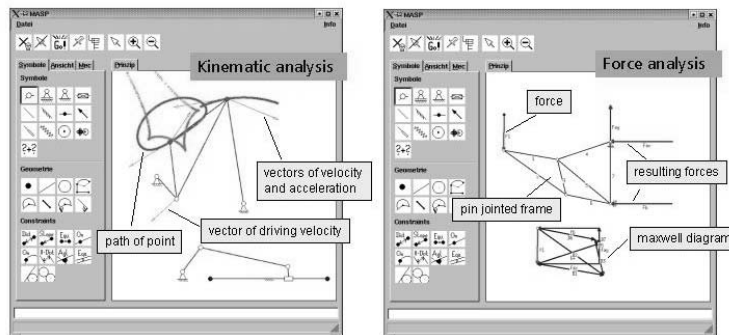 MASP
Datei
Info
Go!
Symbole Ansicht Mec
Prinzip
Kinematic analysis
Symbole
?+?
vectors of velocity
and acceleration
Geometrie
vector of driving velocity
path of point
Constraints
MASP
Datei
Info
Go!
Symbole Ansicht Mec
Prinzip
Force analysis
Symbole
force
?+?
resulting forces
pin jointed frame
Geometrie
maxwell diagram
Constraints